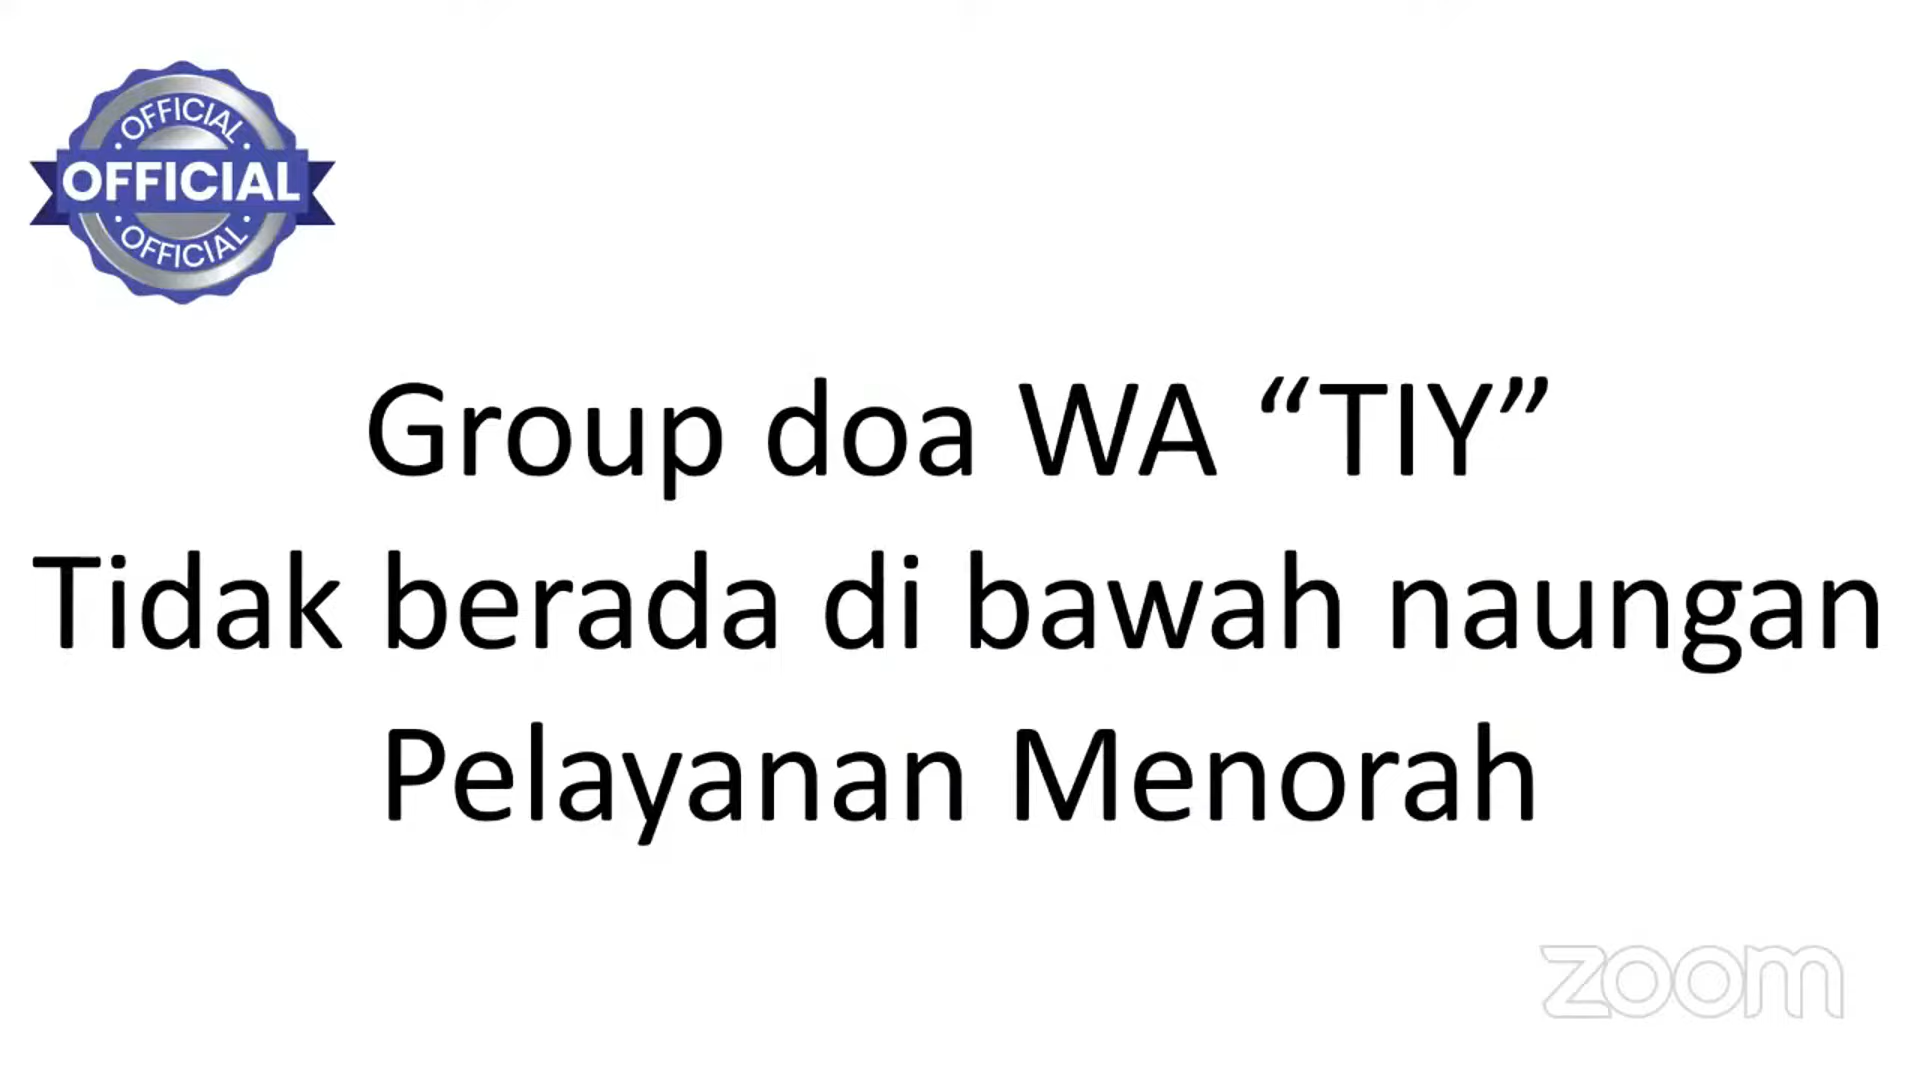 OFFICIAL
OFFICIAL
OFFICIAL
Group doa WA “TIY”
Tidak berada di bawah naungan
Pelayanan Menorah
zoom